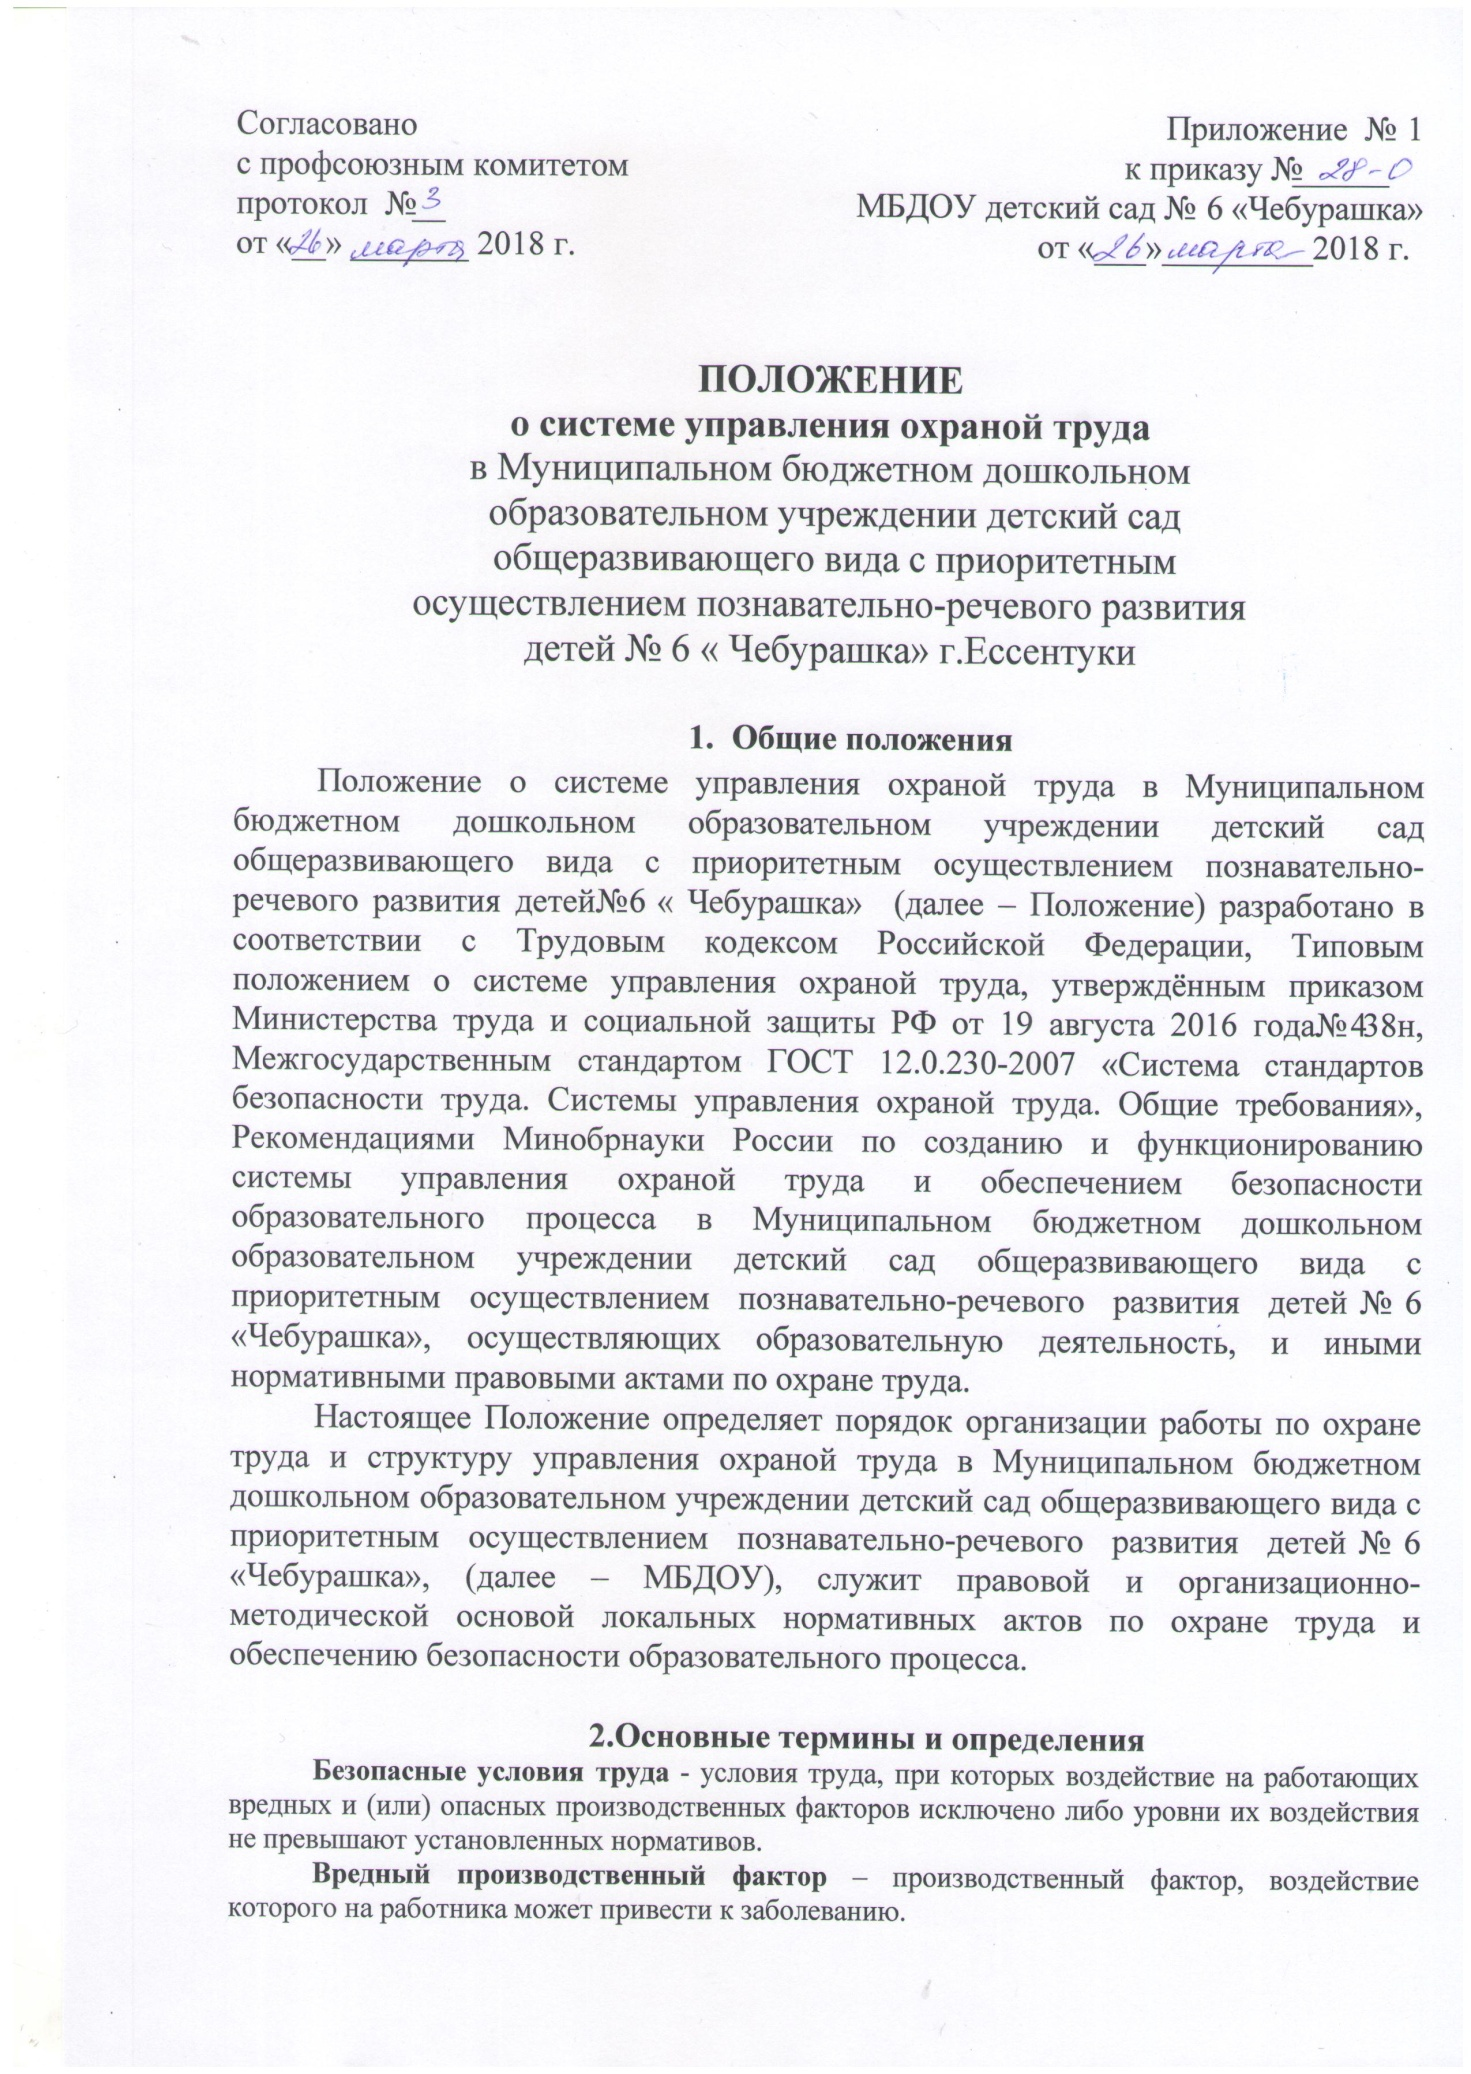 Согласовано
с профсоюзным комитетом
протокол № 3
от «26» марта 2018 г.
Приложение № 1
к приказу № 28-О
МБДОУ детский сад № 6 «Чебурашка»
от «26» марта 2018 г.
ПОЛОЖЕНИЕ
о системе управления охраной труда
в Муниципальном бюджетном дошкольном
образовательном учреждении детский сад
общеразвивающего вида с приоритетным
осуществлением познавательно-речевого развития
детей № 6 « Чебурашка» г.Ессентуки
1. Общие положения
Положение о системе управления охраной труда в Муниципальном
бюджетном дошкольном образовательном учреждении детский сад
общеразвивающего вида с приоритетным осуществлением познавательно-
речевого развития детей№6 « Чебурашка» (далее – Положение) разработано в
соответствии с Трудовым кодексом Российской Федерации, Типовым
положением о системе управления охраной труда, утверждённым приказом
Министерства труда и социальной защиты РФ от 19 августа 2016 года№438н,
Межгосударственным стандартом ГОСТ 12.0.230-2007 «Система стандартов
безопасности труда. Системы управления охраной труда. Общие требования»,
Рекомендациями Минобрнауки России по созданию и функционированию
системы управления охраной труда и обеспечением безопасности
образовательного процесса в Муниципальном бюджетном дошкольном
образовательном учреждении детский сад общеразвивающего вида с
приоритетным осуществлением познавательно-речевого развития детей № 6
«Чебурашка», осуществляющих образовательную деятельность, и иными
нормативными правовыми актами по охране труда.
Настоящее Положение определяет порядок организации работы по охране
труда и структуру управления охраной труда в Муниципальном бюджетном
дошкольном образовательном учреждении детский сад общеразвивающего вида с
приоритетным осуществлением познавательно-речевого развития детей № 6
«Чебурашка», (далее – МБДОУ), служит правовой и организационно-
методической основой локальных нормативных актов по охране труда и
обеспечению безопасности образовательного процесса.
2.Основные термины и определения
Безопасные условия труда - условия труда, при которых воздействие на работающих
вредных и (или) опасных производственных факторов исключено либо уровни их воздействия
не превышают установленных нормативов.
Вредный производственный фактор – производственный фактор, воздействие
которого на работника может привести к заболеванию.